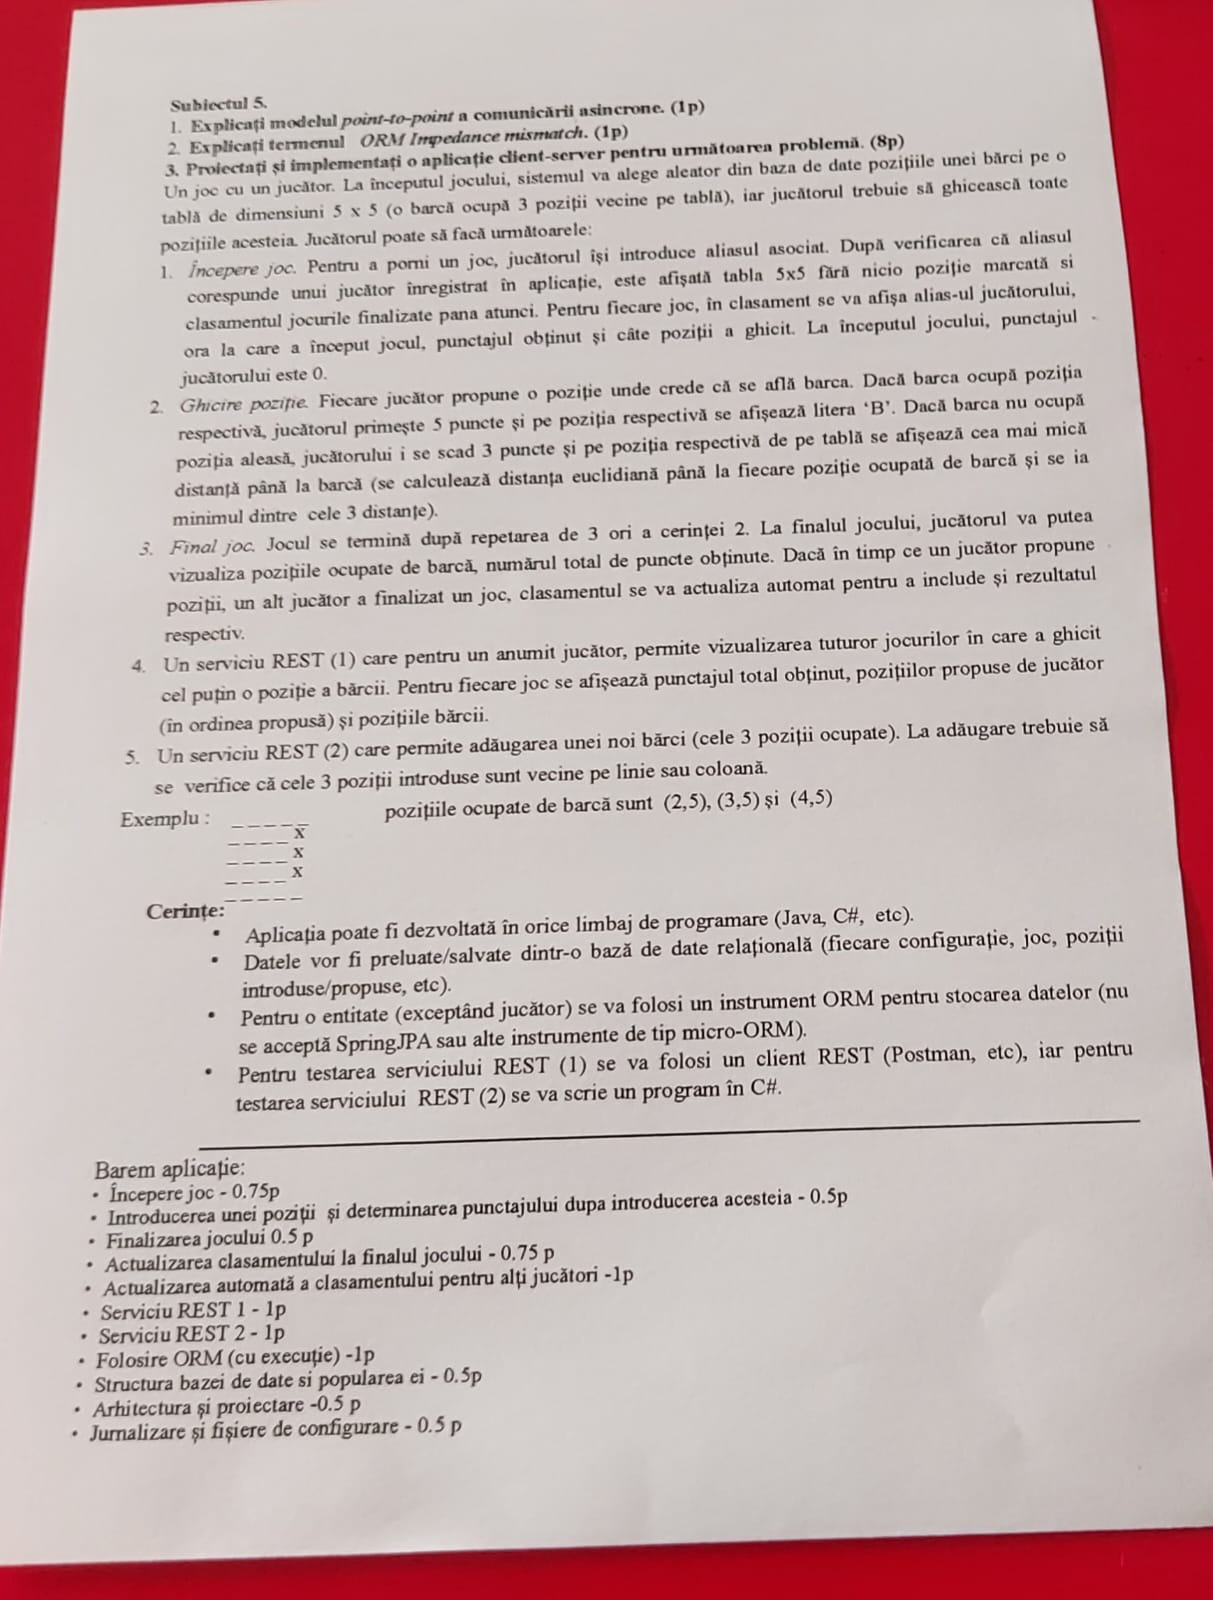 Subiectul 5.
1. Explicați modelul point-to-point a comunicării asincrone. (1p)
2. Explicați termenul ORM Impedance mismatch. (1p)
3. Proiectați și implementați o aplicație client-server pentru următoarea problemă. (8p)
Un joc cu un jucător. La începutul jocului, sistemul va alege aleator din baza de date pozițiile unei bărci pe o
tablă de dimensiuni 5 x 5 (o barcă ocupă 3 poziții vecine pe tablă), iar jucătorul trebuie să ghicească toate
pozițiile acesteia. Jucătorul poate să facă următoarele:
1. Începere joc. Pentru a porni un joc, jucătorul își introduce aliasul asociat. După verificarea că aliasul
corespunde unui jucător înregistrat în aplicație, este afișată tabla 5x5 fără nicio poziție marcată si
clasamentul jocurile finalizate pana atunci. Pentru fiecare joc, în clasament se va afișa alias-ul jucătorului,
ora la care a început jocul, punctajul obținut și câte poziții a ghicit. La începutul jocului, punctajul
jucătorului este 0.
2. Ghicire poziție. Fiecare jucător propune o poziție unde crede că se află barca. Dacă barca ocupă poziția
respectivă, jucătorul primește 5 puncte și pe poziția respectivă se afișează litera ‘B’. Dacă barca nu ocupă
poziția aleasă, jucătorului i se scad 3 puncte și pe poziția respectivă de pe tablă se afișează cea mai mică
distanță până la barcă (se calculează distanța euclidiană până la fiecare poziție ocupată de barcă și se ia
minimul dintre cele 3 distanțe).
3. Final joc. Jocul se termină după repetarea de 3 ori a cerinței 2. La finalul jocului, jucătorul va putea
vizualiza pozițiile ocupate de barcă, numărul total de puncte obținute. Dacă în timp ce un jucător propune
poziții, un alt jucător a finalizat un joc, clasamentul se va actualiza automat pentru a include și rezultatul
respectiv.
4. Un serviciu REST (1) care pentru un anumit jucător, permite vizualizarea tuturor jocurilor în care a ghicit
cel puțin o poziție a bărcii. Pentru fiecare joc se afișează punctajul total obținut, pozițiilor propuse de jucător
(în ordinea propusă) și pozițiile bărcii.
5. Un serviciu REST (2) care permite adăugarea unei noi bărci (cele 3 poziții ocupate). La adăugare trebuie să
se verifice că cele 3 poziții introduse sunt vecine pe linie sau coloană.
Exemplu : _ _ _ _ _ pozițiile ocupate de barcă sunt (2,5), (3,5) și (4,5)
_ _ _ _ x
_ _ _ _ x
_ _ _ _ x
_ _ _ _ _
Cerințe:
• Aplicația poate fi dezvoltată în orice limbaj de programare (Java, C#, etc).
• Datele vor fi preluate/salvate dintr-o bază de date relațională (fiecare configurație, joc, poziții
introduse/propuse, etc).
• Pentru o entitate (exceptând jucător) se va folosi un instrument ORM pentru stocarea datelor (nu
se acceptă SpringJPA sau alte instrumente de tip micro-ORM).
• Pentru testarea serviciului REST (1) se va folosi un client REST (Postman, etc), iar pentru
testarea serviciului REST (2) se va scrie un program în C#.
Barem aplicație:
• Începere joc - 0.75p
• Introducerea unei poziții și determinarea punctajului dupa introducerea acesteia - 0.5p
• Finalizarea jocului 0.5 p
• Actualizarea clasamentului la finalul jocului - 0.75 p
• Actualizarea automată a clasamentului pentru alți jucători -1p
• Serviciu REST 1 - 1p
• Serviciu REST 2 - 1p
• Folosire ORM (cu execuție) -1p
• Structura bazei de date si popularea ei - 0.5p
• Arhitectura și proiectare -0.5 p
• Jurnalizare și fișiere de configurare - 0.5 p